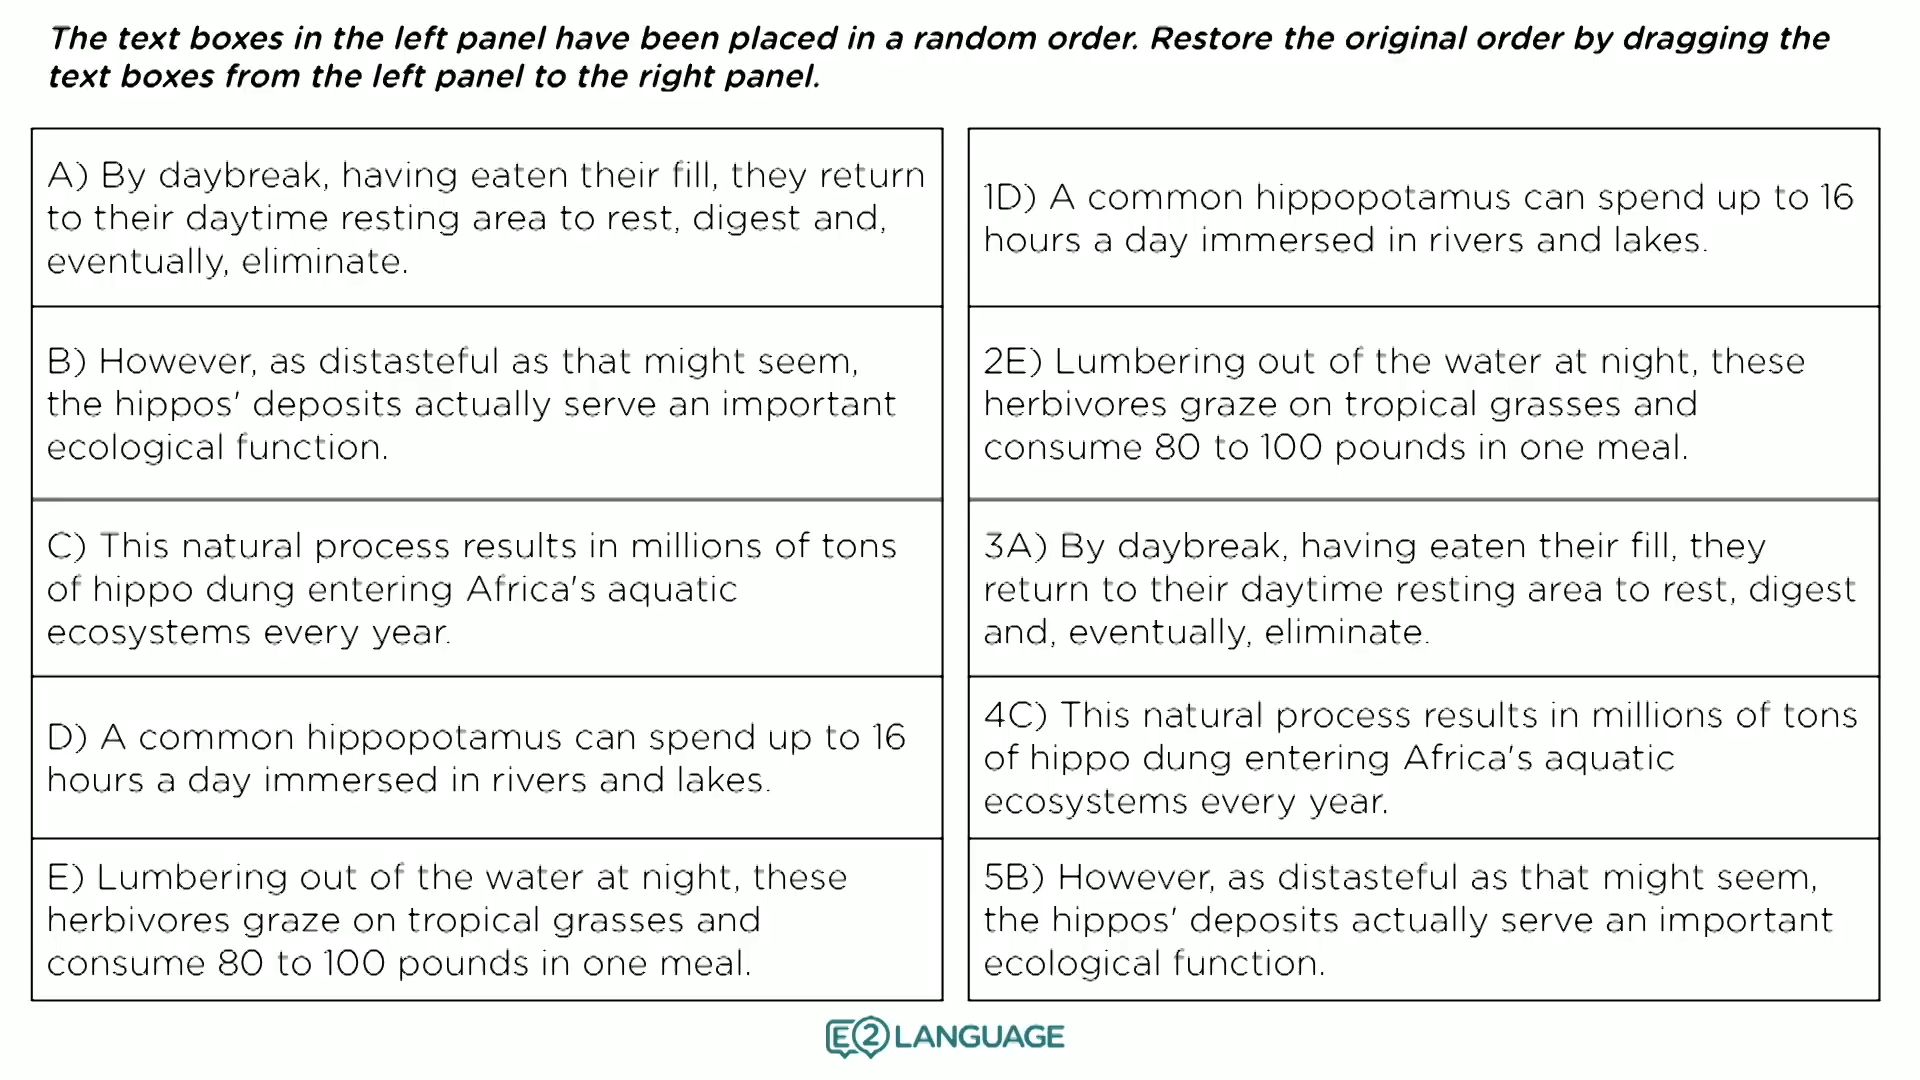 The text boxes in the left panel have been placed in a random order. Restore the original order by dragging the
text boxes from the left panel to the right panel.
A) By daybreak, having eaten their fill, they return
to their daytime resting area to rest, digest and,
eventually, eliminate.
B) However, as distasteful as that might seem,
the hippos' deposits actually serve an important
ecological function.
C) This natural process results in millions of tons
of hippo dung entering Africa's aquatic
ecosystems every year.
D) A common hippopotamus can spend up to 16
hours a day immersed in rivers and lakes.
E) Lumbering out of the water at night, these
herbivores graze on tropical grasses and
consume 80 to 100 pounds in one meal.
1D) A common hippopotamus can spend up to 16
hours a day immersed in rivers and lakes.
2E) Lumbering out of the water at night, these
herbivores graze on tropical grasses and
consume 80 to 100 pounds in one meal.
3A) By daybreak, having eaten their fill, they
return to their daytime resting area to rest, digest
and, eventually, eliminate.
4C) This natural process results in millions of tons
of hippo dung entering Africa's aquatic
ecosystems every year.
5B) However, as distasteful as that might seem,
the hippos' deposits actually serve an important
ecological function.
E2 LANGUAGE